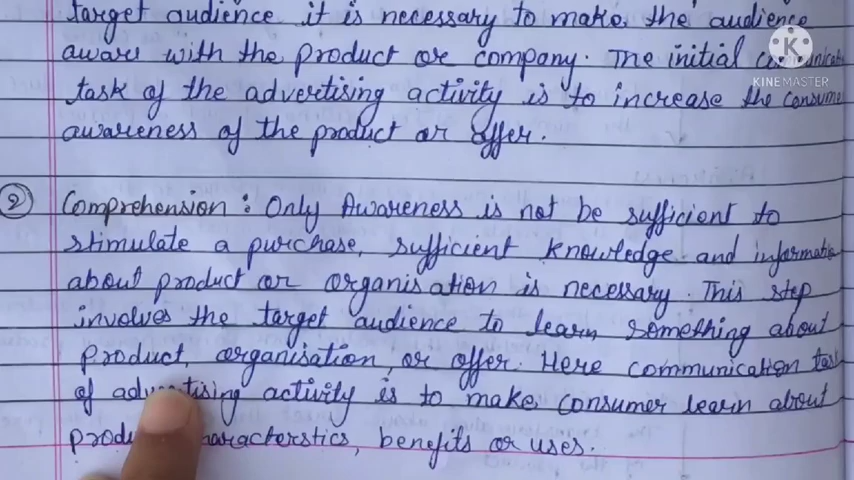 target audience it is necessary to make the audience
aware with the product or company. The initial
task of the advertising activity is to increase the
awareness of the product or offer.
KINEMASTER
② Comprehension : Only Awareness is not be sufficient to
stimulate a purchase, sufficient knowledge and
about product or organisation is necessary. This step
involves the target audience to learn something about
product, organisation, or offer. Here communication
of advertising activity is to make consumer learn about
benefits or uses.